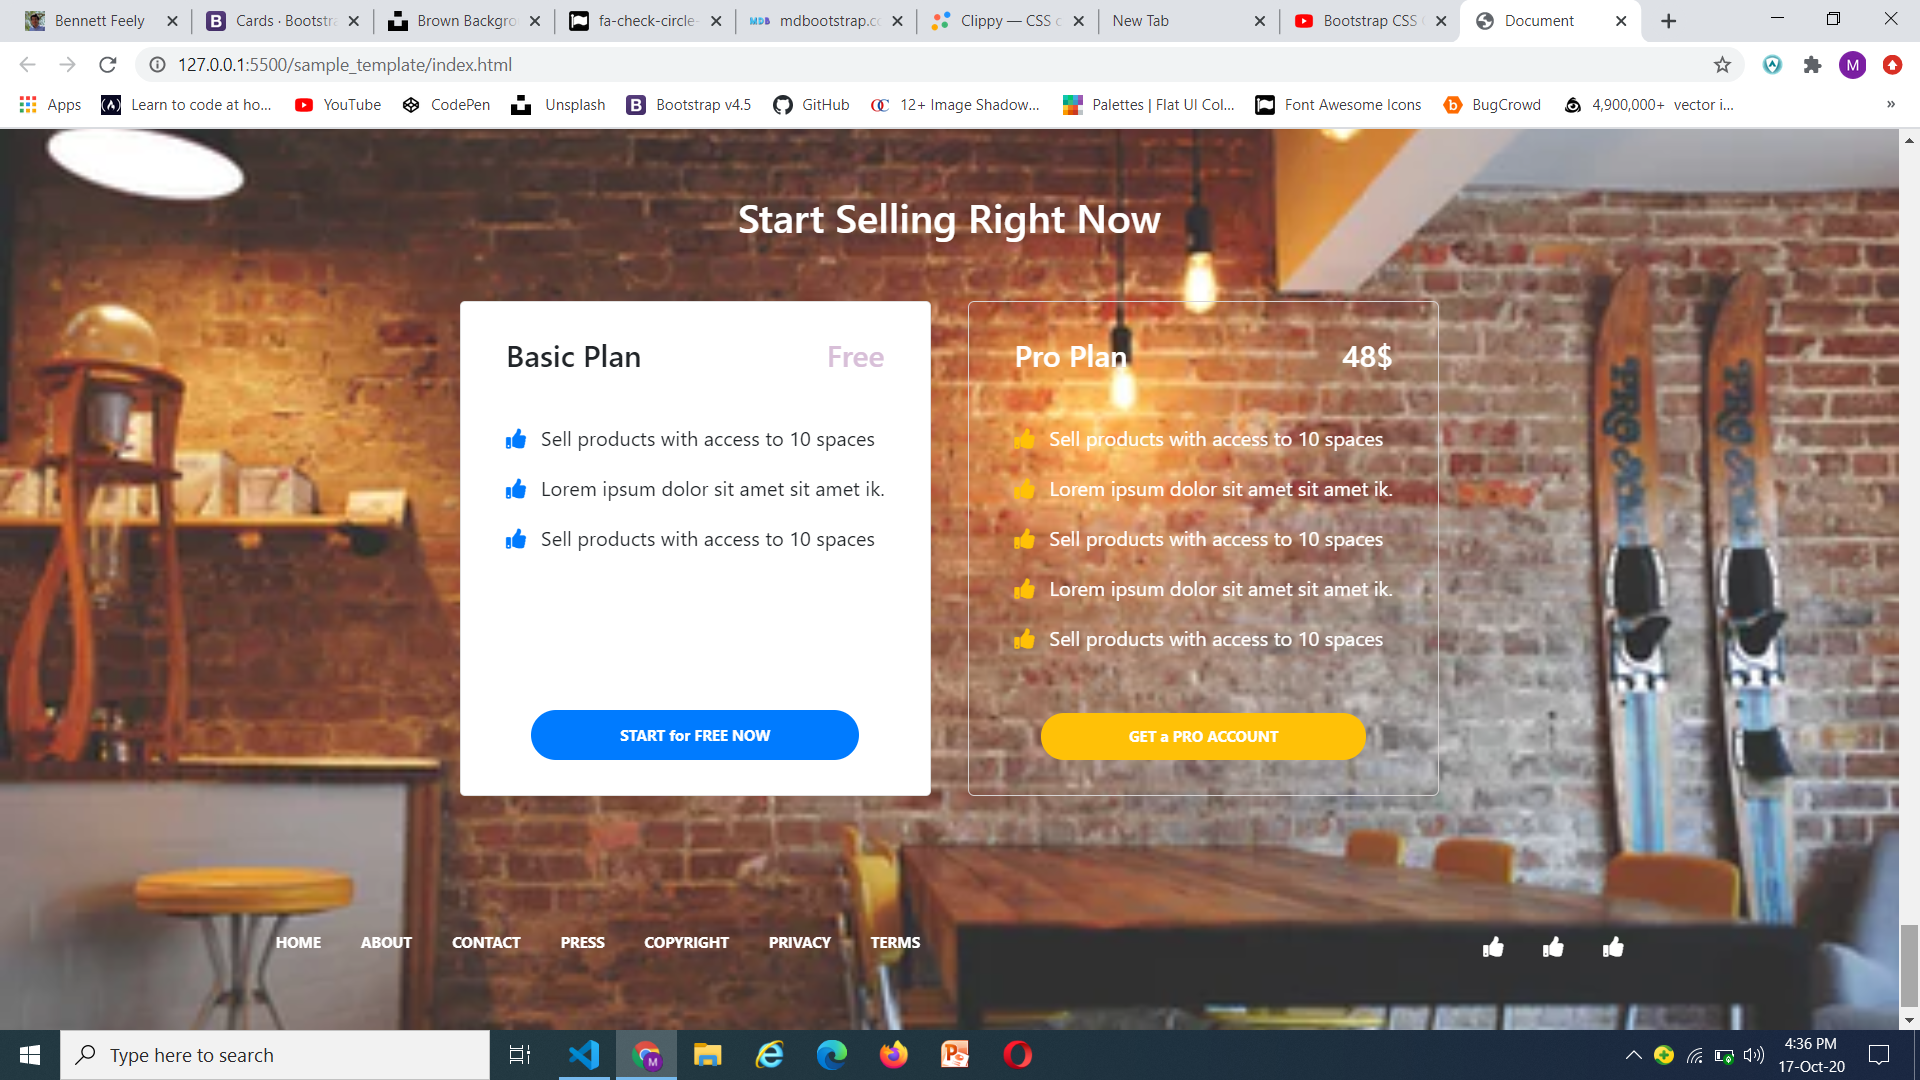 Bennett Feely
Cards · Bootstra
Brown Backgro
fa-check-circle-
mdbootstrap.c
Clippy — CSS c
New Tab
Bootstrap CSS
Document
127.0.0.1:5500/sample_template/index.html
M
Apps
Learn to code at ho...
YouTube
CodePen
Unsplash
Bootstrap v4.5
GitHub
12+ Image Shadow...
Palettes | Flat UI Col...
Font Awesome Icons
BugCrowd
4,900,000+ vector i...
»
Start Selling Right Now
Basic Plan Free
Sell products with access to 10 spaces
Lorem ipsum dolor sit amet sit amet ik.
Sell products with access to 10 spaces
START for FREE NOW
Pro Plan 48$
Sell products with access to 10 spaces
Lorem ipsum dolor sit amet sit amet ik.
Sell products with access to 10 spaces
Lorem ipsum dolor sit amet sit amet ik.
Sell products with access to 10 spaces
GET a PRO ACCOUNT
HOME ABOUT CONTACT PRESS COPYRIGHT PRIVACY TERMS
Type here to search
4:36 PM
17-Oct-20